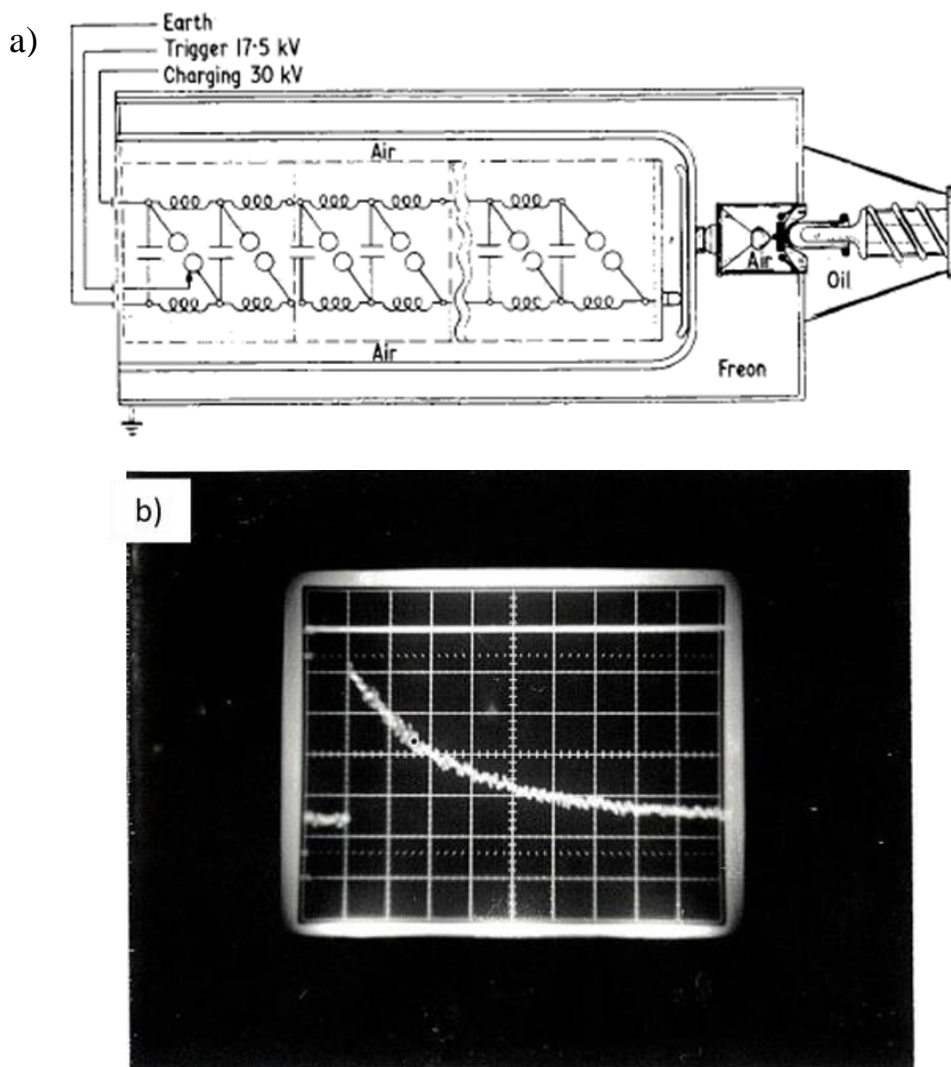 a)
Earth
Trigger 17·5 kV
Charging 30 kV
Air
Air
Oil
Air
Freon
b)